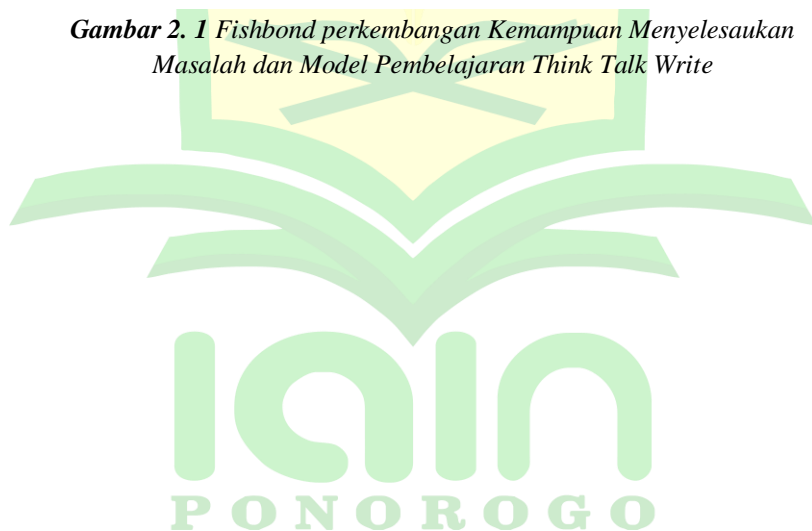 Gambar 2. 1 Fishbond perkembangan Kemampuan Menyelesaukan
Masalah dan Model Pembelajaran Think Talk Write
IAIN
PONOROGO